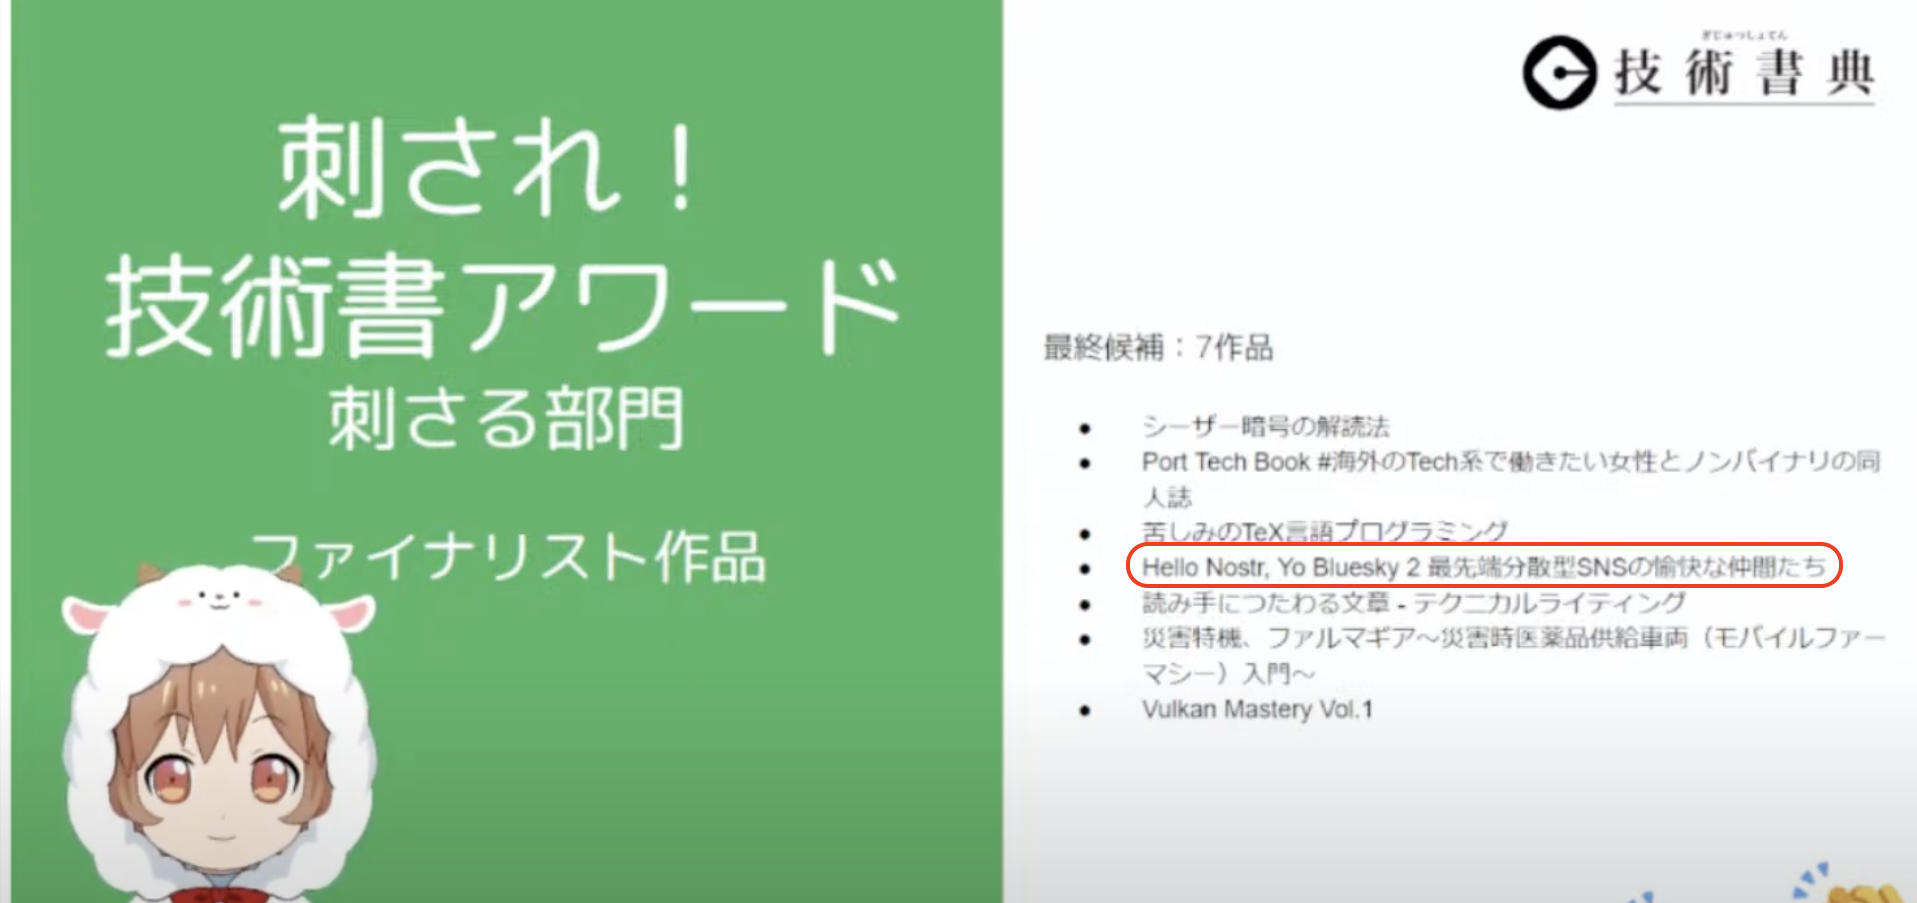 刺され！
技術書アワード
刺さる部門
ファイナリスト作品
ぎじゅつしょてん
技術書典
最終候補：7作品
● シーザー暗号の解読法
● Port Tech Book #海外のTech系で働きたい女性とノンバイナリの同
人誌
● 苦しみのTeX言語プログラミング
● Hello Nostr, Yo Bluesky 2 最先端分散型SNSの愉快な仲間たち
● 読み手につたわる文章 - テクニカルライティング
● 災害特機、ファルマギア～災害時医薬品供給車両（モバイルファー
マシー）入門～
● Vulkan Mastery Vol.1